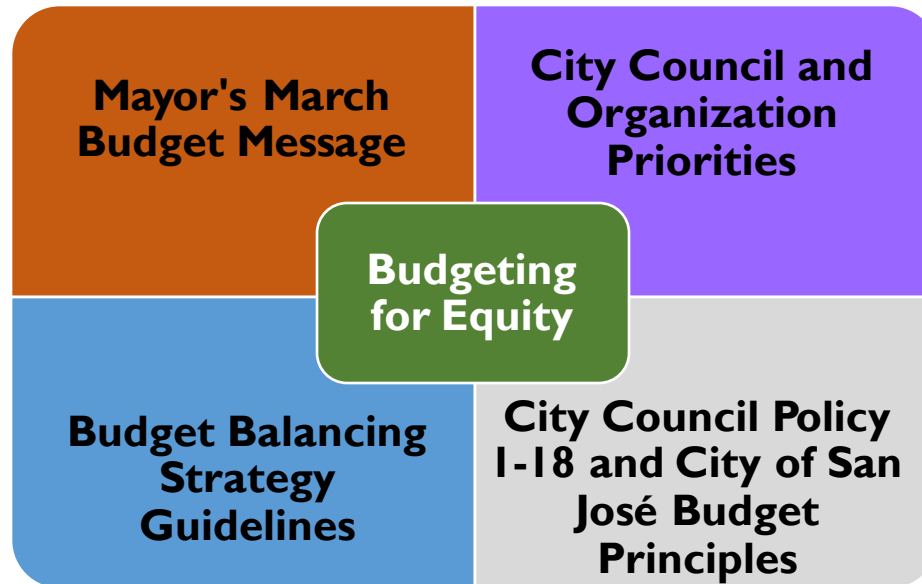 Mayor's March
Budget Message
City Council and
Organization
Priorities
Budgeting
for Equity
Budget Balancing
Strategy
Guidelines
City Council Policy
1-18 and City of San
José Budget
Principles